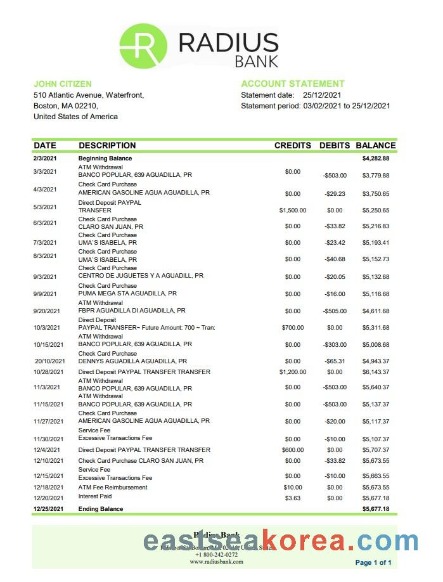 RADIUS
BANK
JOHN CITIZEN
510 Atlantic Avenue, Waterfront,
Boston, MA 02210,
United States of America
ACCOUNT STATEMENT
Statement date: 25/12/2021
Statement period: 03/02/2021 to 25/12/2021
DATE DESCRIPTION CREDITS DEBITS BALANCE
2/3/2021 Beginning Balance $4,282.88
ATM Withdrawal
3/3/2021 BANCO POPULAR, 639 AGUADILLA, PR $0.00 -$503.00 $3,779.88
Check Card Purchase
4/3/2021 AMERICAN GASOLINE AGUA AGUADILLA, PR -$29.23 $3,750.65
Direct Deposit PAYPAL
5/3/2021 TRANSFER $1,500.00 $0.00 $5,250.65
Check Card Purchase
6/3/2021 CLARO SAN JUAN, PR $0.00 -$33.82 $5,216.83
Check Card Purchase
7/3/2021 UMA'S ISABELA, PR $0.00 -$23.42 $5,193.41
Check Card Purchase
8/3/2021 UMA'S ISABELA, PR $0.00 -$40.68 $5,152.73
Check Card Purchase
9/3/2021 CENTRO DE JUGUETES Y A AGUADILL, PR $0.00 -$20.05 $5,132.68
Check Card Purchase
9/9/2021 PUMA MEGA STA AGUADILLA, PR $0.00 -$16.00 $5,116.68
ATM Withdrawal
9/20/2021 FBPR AGUADILLA DI AGUADILLA, PR $0.00 -$505.00 $4,611.68
Direct Deposit
10/3/2021 PAYPAL TRANSFER~ Future Amount: 700 ~ Tran: $700.00 $0.00 $5,311.68
ATM Withdrawal
10/15/2021 BANCO POPULAR, 639 AGUADILLA, PR $0.00 -$303.00 $5,008.68
Check Card Purchase
20/10/2021 DENNYS AGUADILLA AGUADILLA, PR $0.00 -$65.31 $4,943.37
10/28/2021 Direct Deposit PAYPAL TRANSFER TRANSFER $1,200.00 $0.00 $6,143.37
ATM Withdrawal
11/3/2021 BANCO POPULAR, 639 AGUADILLA, PR $0.00 -$503.00 $5,640.37
ATM Withdrawal
11/15/2021 BANCO POPULAR, 639 AGUADILLA, PR $0.00 -$503.00 $5,137.37
Check Card Purchase
11/27/2021 AMERICAN GASOLINE AGUA AGUADILLA, PR $0.00 -$20.00 $5,117.37
Service Fee
11/30/2021 Excessive Transactions Fee $0.00 -$10.00 $5,107.37
12/4/2021 Direct Deposit PAYPAL TRANSFER TRANSFER $600.00 $0.00 $5,707.37
12/10/2021 Check Card Purchase CLARO SAN JUAN, PR $0.00 -$33.82 $5,673.55
Service Fee
12/15/2021 Excessive Transactions Fee $0.00 -$10.00 $5,663.55
12/18/2021 ATM Fee Reimbursement $10.00 $0.00 $5,673.55
12/20/2021 Interest Paid $3.63 $0.00 $5,677.18
12/25/2021 Ending Balance $5,677.18
Radius Bank
eastseakorea.com
+1 800-242-0272
www.radiusbank.com
Page 1 of 1